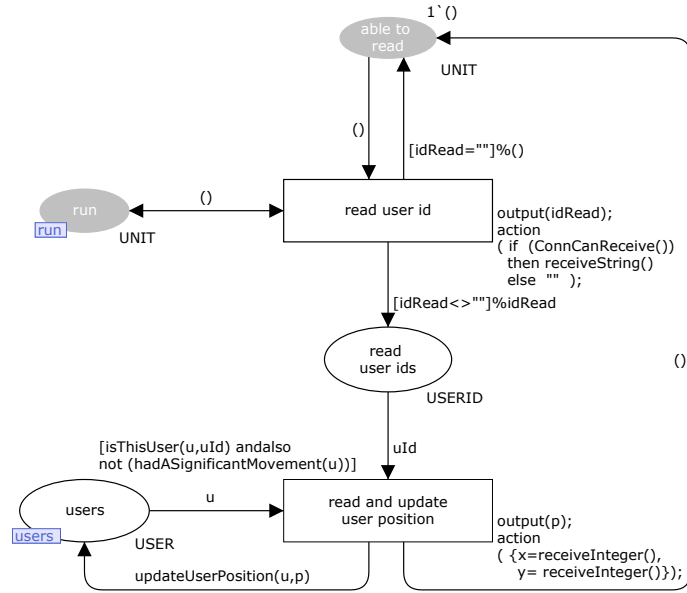 1`()
able to
read
UNIT
()
[idRead=""]%()
run
()
read user id
run
UNIT
output(idRead);
action
( if (ConnCanReceive())
then receiveString()
else "" );
[idRead<>""]%idRead
read
user ids
()
USERID
[isThisUser(u,uId) andalso
not (hadASignificantMovement(u))]
uId
users
u
read and update
user position
users
USER
output(p);
action
( {x=receiveInteger(),
y= receiveInteger()});
updateUserPosition(u,p)